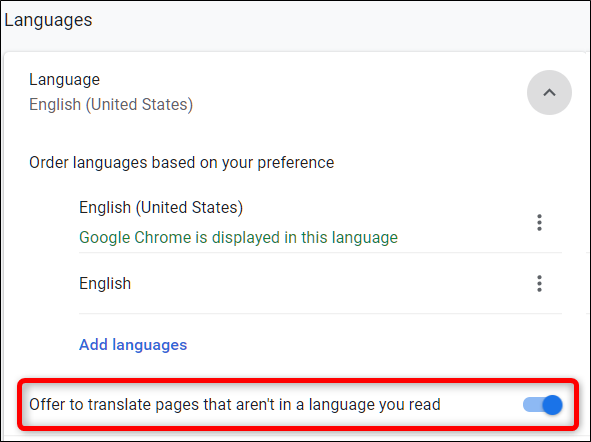 Languages
Language
English (United States)
Order languages based on your preference
English (United States)
Google Chrome is displayed in this language
English
Add languages
Offer to translate pages that aren't in a language you read